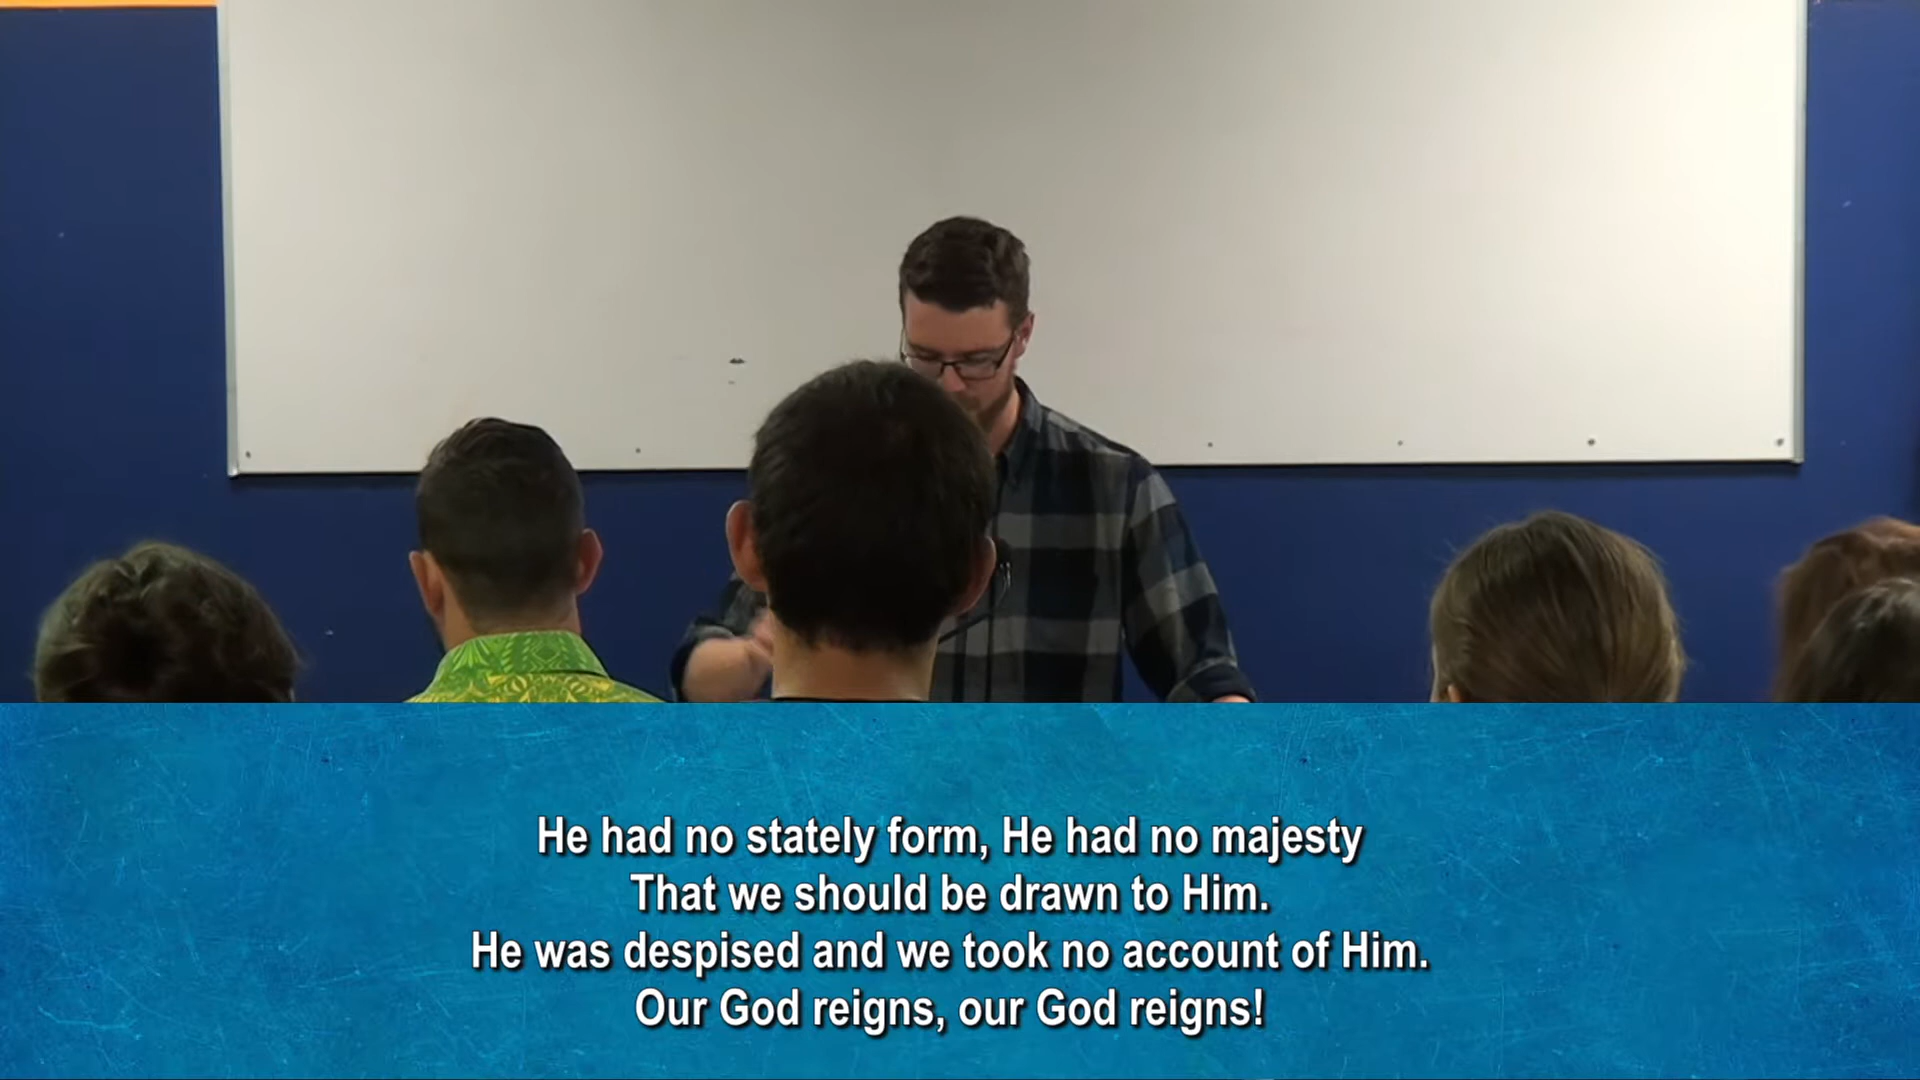 He had no stately form, He had no majesty
That we should be drawn to Him.
He was despised and we took no account of Him.
Our God reigns, our God reigns!